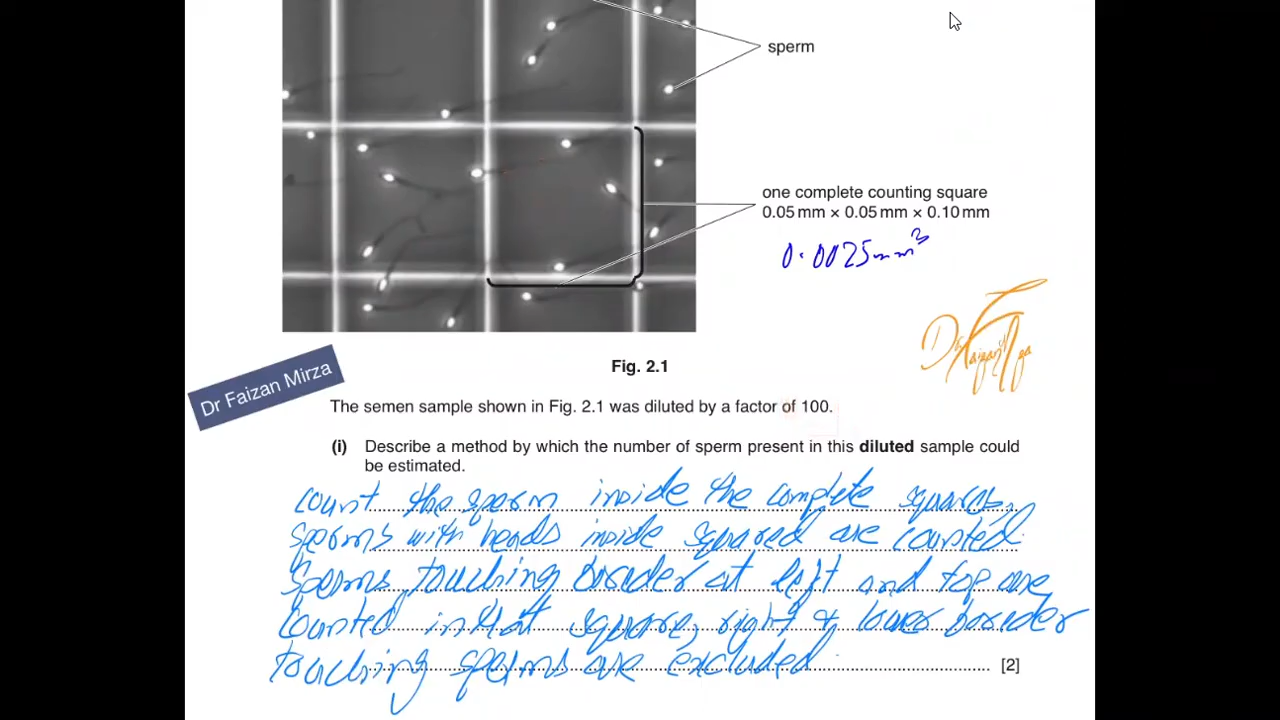 sperm
one complete counting square
0.05 mm × 0.05 mm × 0.10 mm
0.0025mm³
Fig. 2.1
Dr Faizan Mirza
The semen sample shown in Fig. 2.1 was diluted by a factor of 100.
(i) Describe a method by which the number of sperm present in this diluted sample could
be estimated.
count the sperm inside the complete squares,
sperms with heads inside squared are counted
sperms touching boader at left and top are
counted in that square, right & lower boader
touching sperms are excluded
[2]